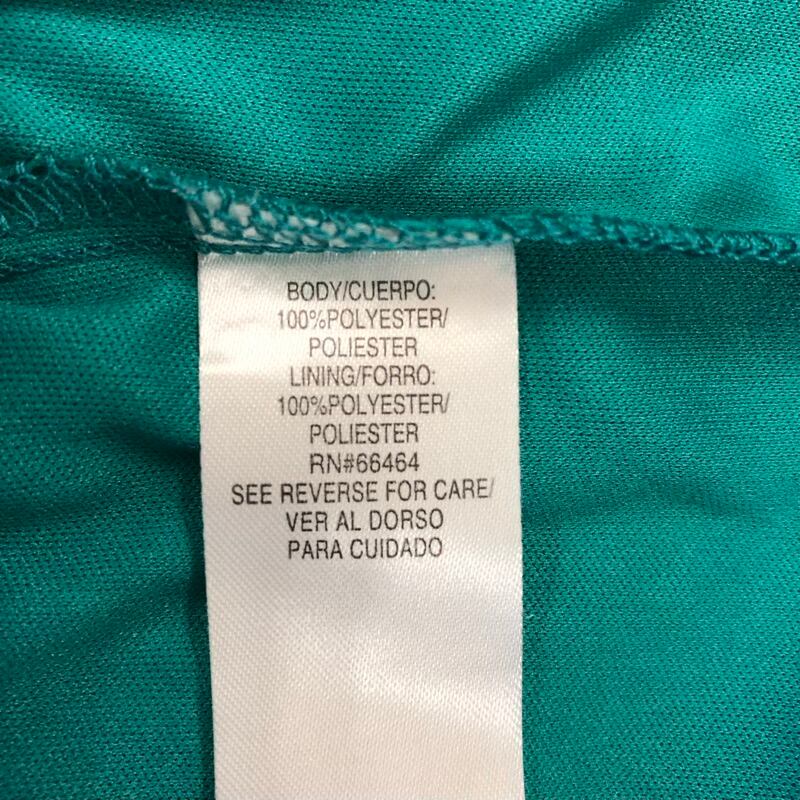 BODY/CUERPO:
100%POLYESTER/
POLIESTER
LINING/FORRO:
100%POLYESTER/
POLIESTER
RN#66464
SEE REVERSE FOR CARE/
VER AL DORSO
PARA CUIDADO